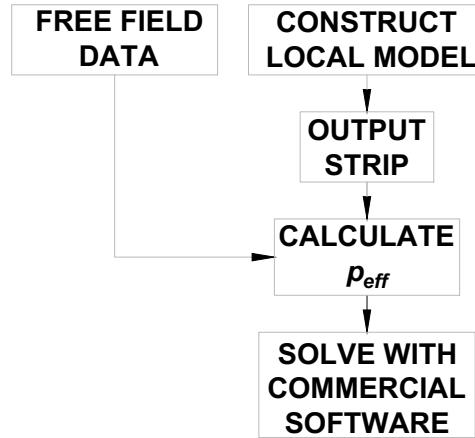 FREE FIELD
DATA
CONSTRUCT
LOCAL MODEL
OUTPUT
STRIP
CALCULATE
peff
SOLVE WITH
COMMERCIAL
SOFTWARE